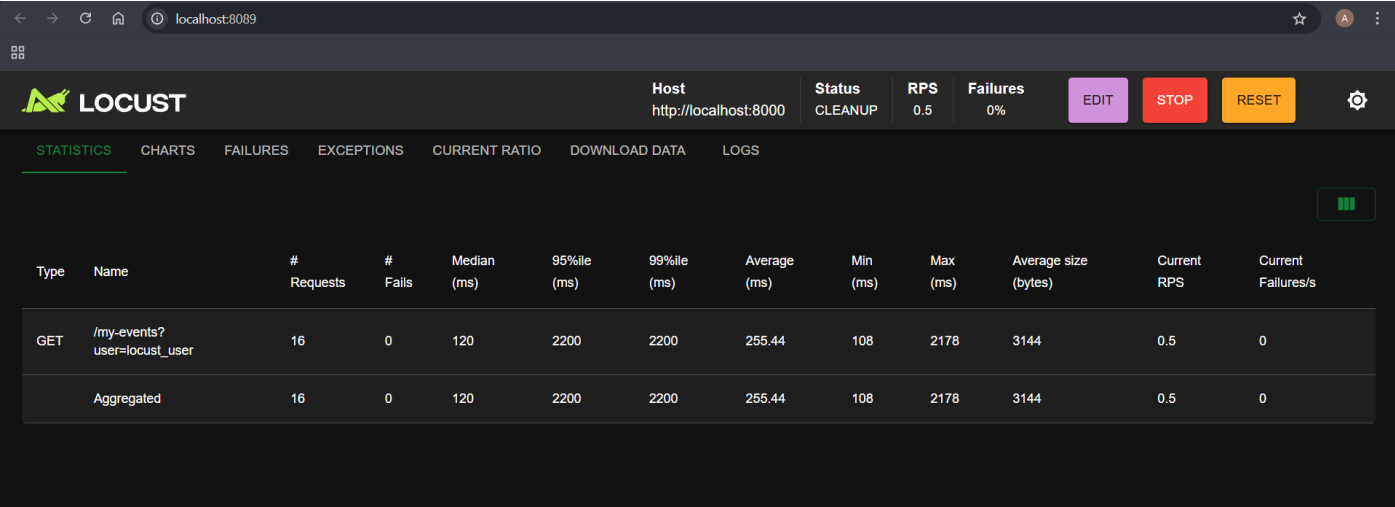 localhost:8089
A
LOCUST
Host
http://localhost:8000
Status
CLEANUP
RPS
0.5
Failures
0%
EDIT
STOP
RESET
STATISTICS CHARTS FAILURES EXCEPTIONS CURRENT RATIO DOWNLOAD DATA LOGS
Type Name # Requests # Fails Median (ms) 95%ile (ms) 99%ile (ms) Average (ms) Min (ms) Max (ms) Average size (bytes) Current RPS Current Failures/s
GET /my-events?user=locust_user 16 0 120 2200 2200 255.44 108 2178 3144 0.5 0
Aggregated 16 0 120 2200 2200 255.44 108 2178 3144 0.5 0